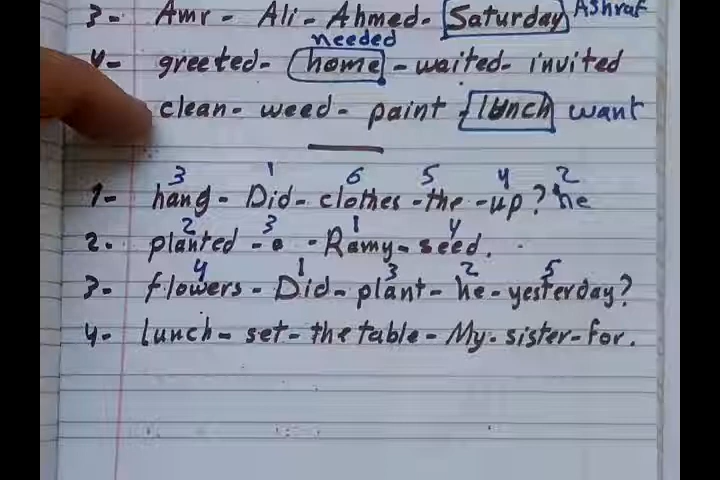 3- Amr - Ali - Ahmed - Saturday Ashraf
needed
4- greeted - home - waited - invited
clean - weed - paint - lunch want
3 1 6 5 4 2
1- hang - Did - clothes - the - up? he
2 3 1 4
2. planted - a - Ramy - seed.
4 1 3 2 5
3- flowers - Did - plant - he - yesterday?
4- lunch - set - the table - My sister - for.